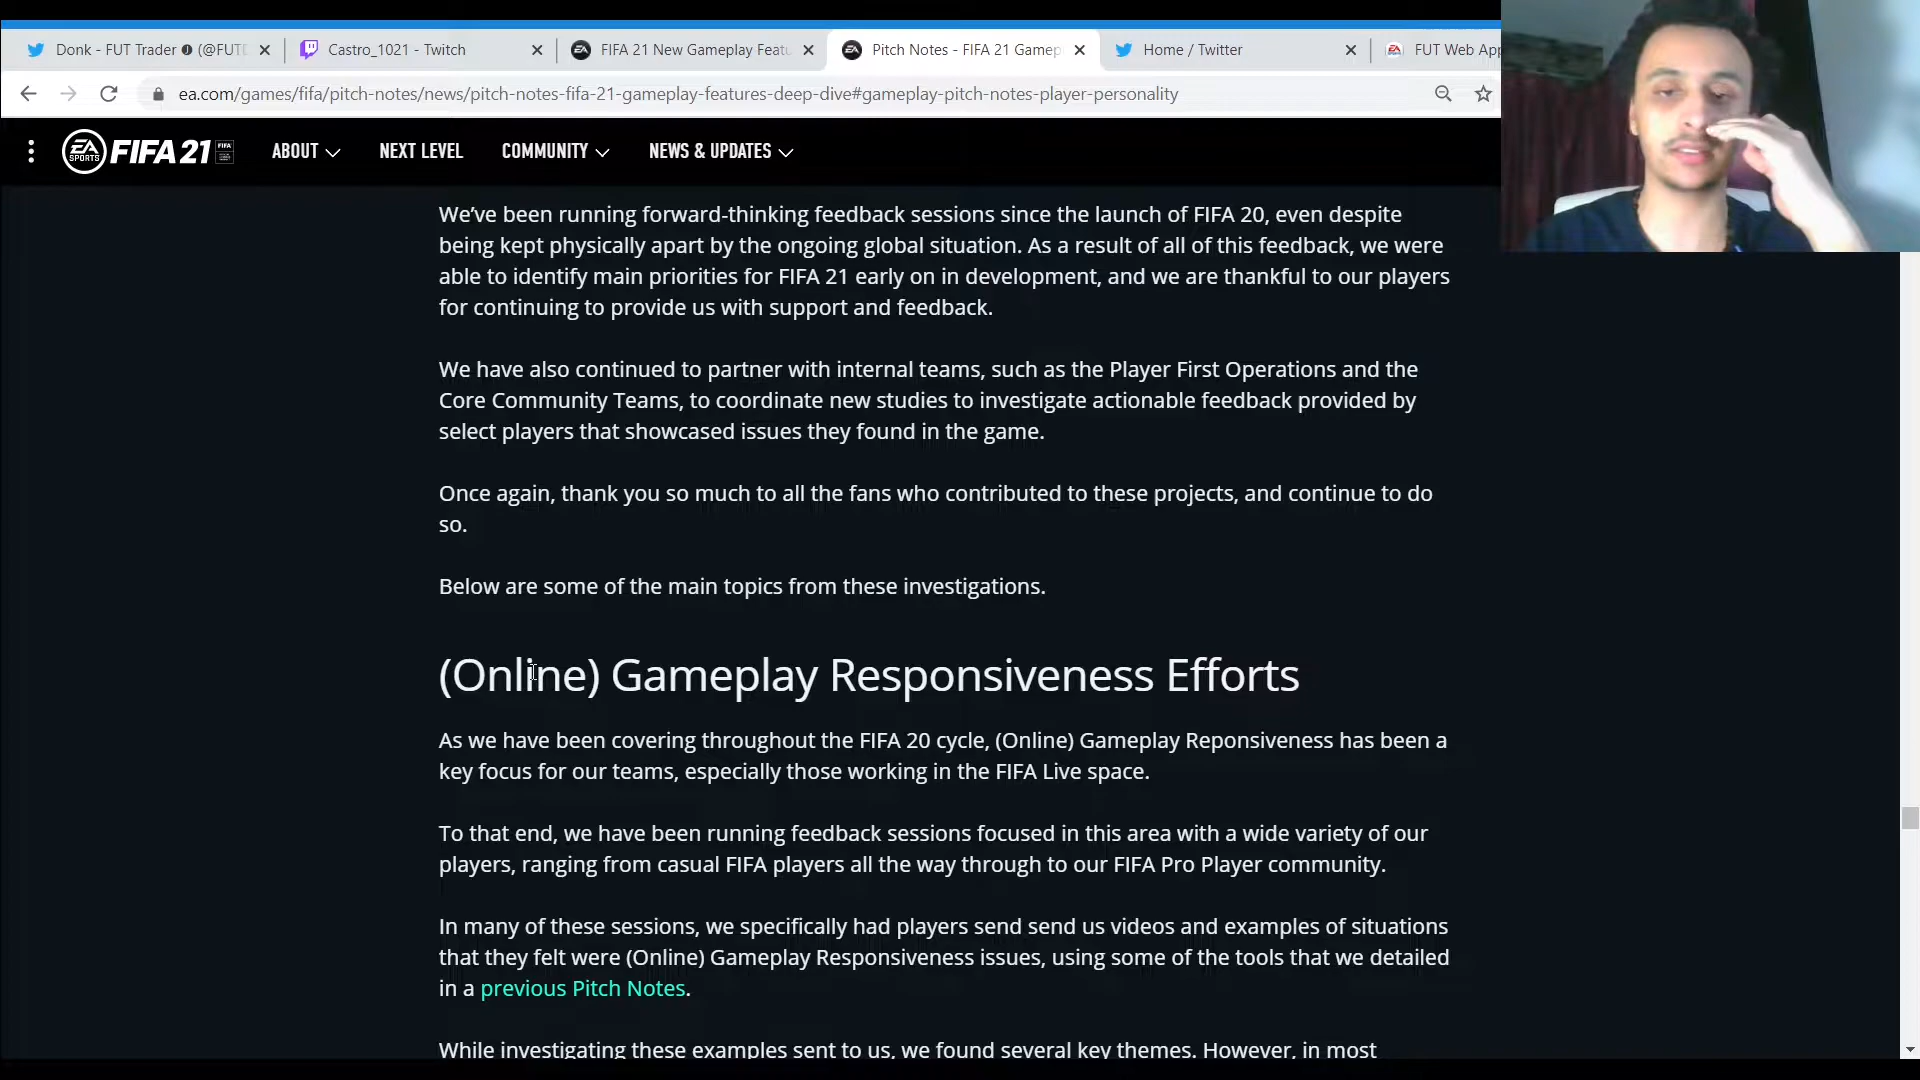 Donk - FUT Trader (@FUTD
Castro_1021 - Twitch
FIFA 21 New Gameplay Featu
Pitch Notes - FIFA 21 Gamep
Home / Twitter
FUT Web App
ea.com/games/fifa/pitch-notes/news/pitch-notes-fifa-21-gameplay-features-deep-dive#gameplay-pitch-notes-player-personality
EA SPORTS FIFA 21
ABOUT
NEXT LEVEL
COMMUNITY
NEWS & UPDATES
We’ve been running forward-thinking feedback sessions since the launch of FIFA 20, even despite
being kept physically apart by the ongoing global situation. As a result of all of this feedback, we were
able to identify main priorities for FIFA 21 early on in development, and we are thankful to our players
for continuing to provide us with support and feedback.
We have also continued to partner with internal teams, such as the Player First Operations and the
Core Community Teams, to coordinate new studies to investigate actionable feedback provided by
select players that showcased issues they found in the game.
Once again, thank you so much to all the fans who contributed to these projects, and continue to do
so.
Below are some of the main topics from these investigations.
(Online) Gameplay Responsiveness Efforts
As we have been covering throughout the FIFA 20 cycle, (Online) Gameplay Reponsiveness has been a
key focus for our teams, especially those working in the FIFA Live space.
To that end, we have been running feedback sessions focused in this area with a wide variety of our
players, ranging from casual FIFA players all the way through to our FIFA Pro Player community.
In many of these sessions, we specifically had players send send us videos and examples of situations
that they felt were (Online) Gameplay Responsiveness issues, using some of the tools that we detailed
in a previous Pitch Notes.
While investigating these examples sent to us, we found several key themes. However, in most